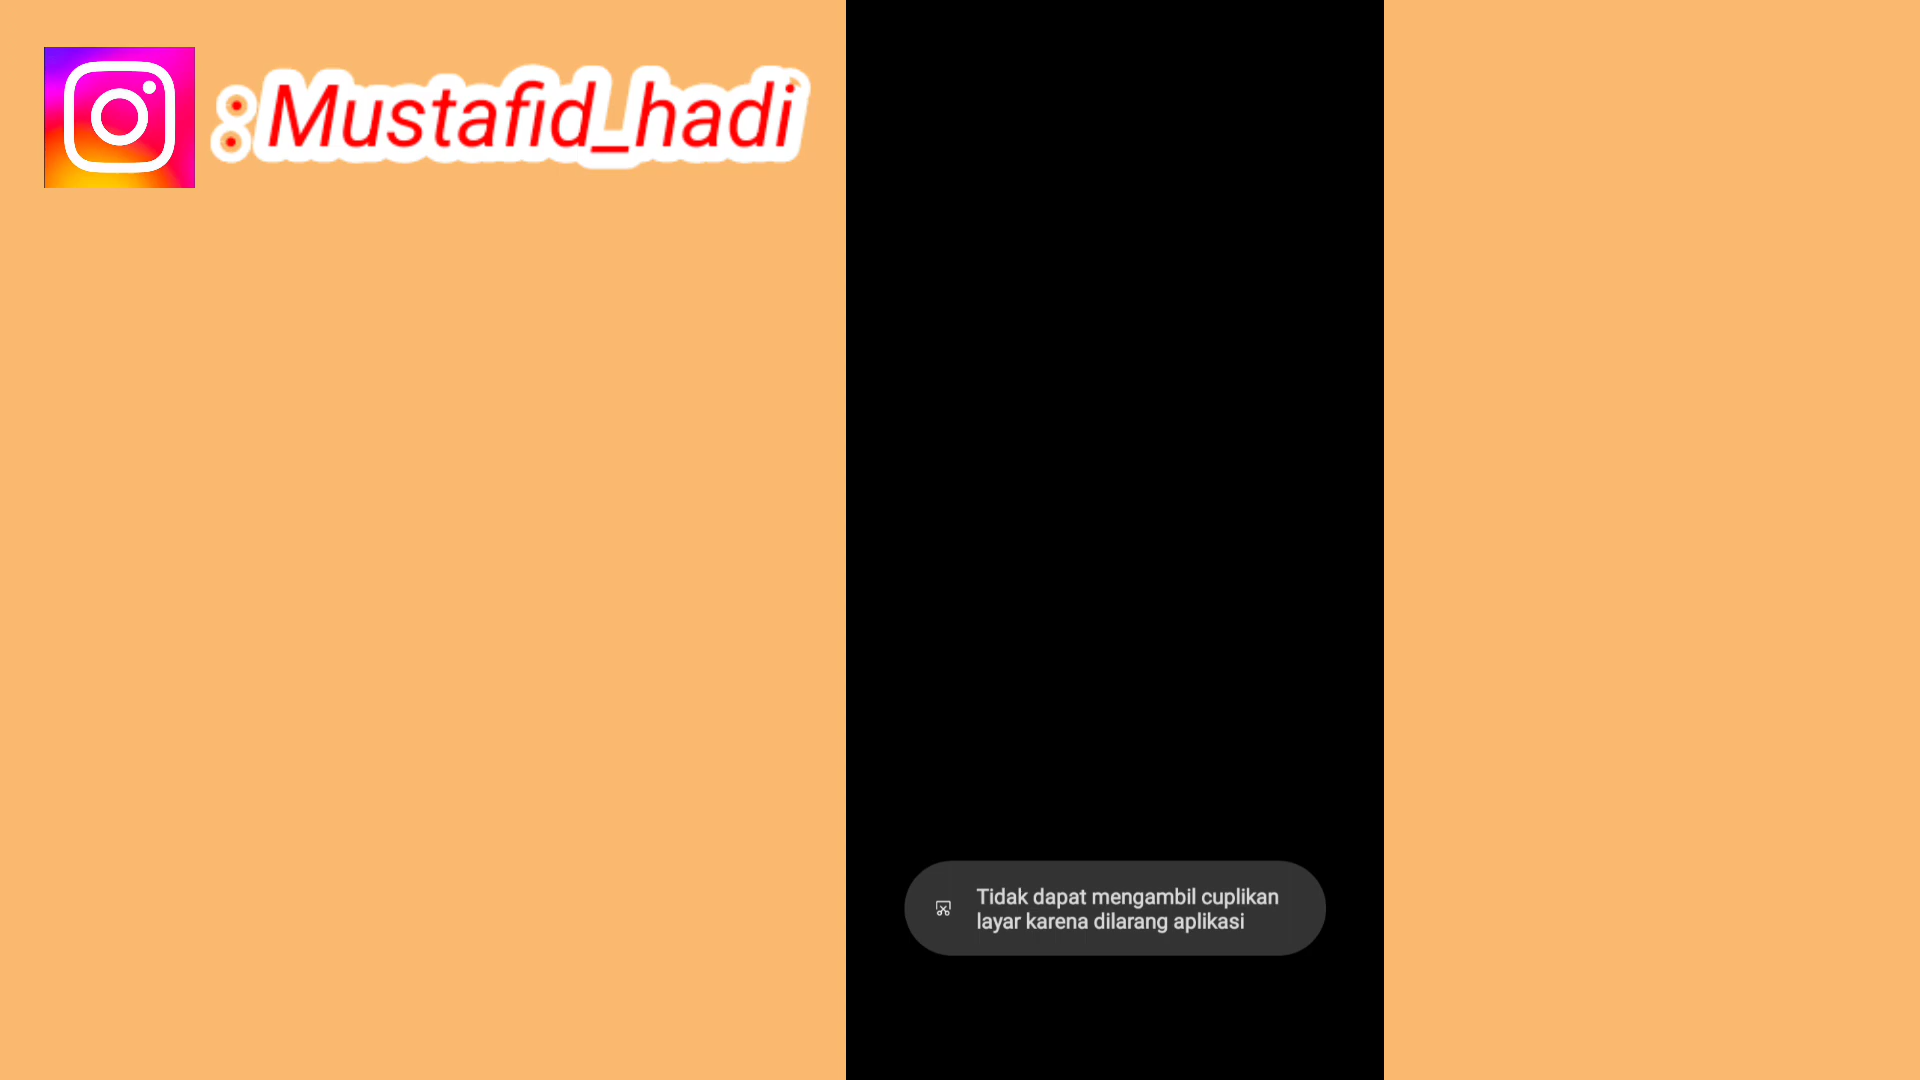 :Mustafid_hadi
Tidak dapat mengambil cuplikan
layar karena dilarang aplikasi